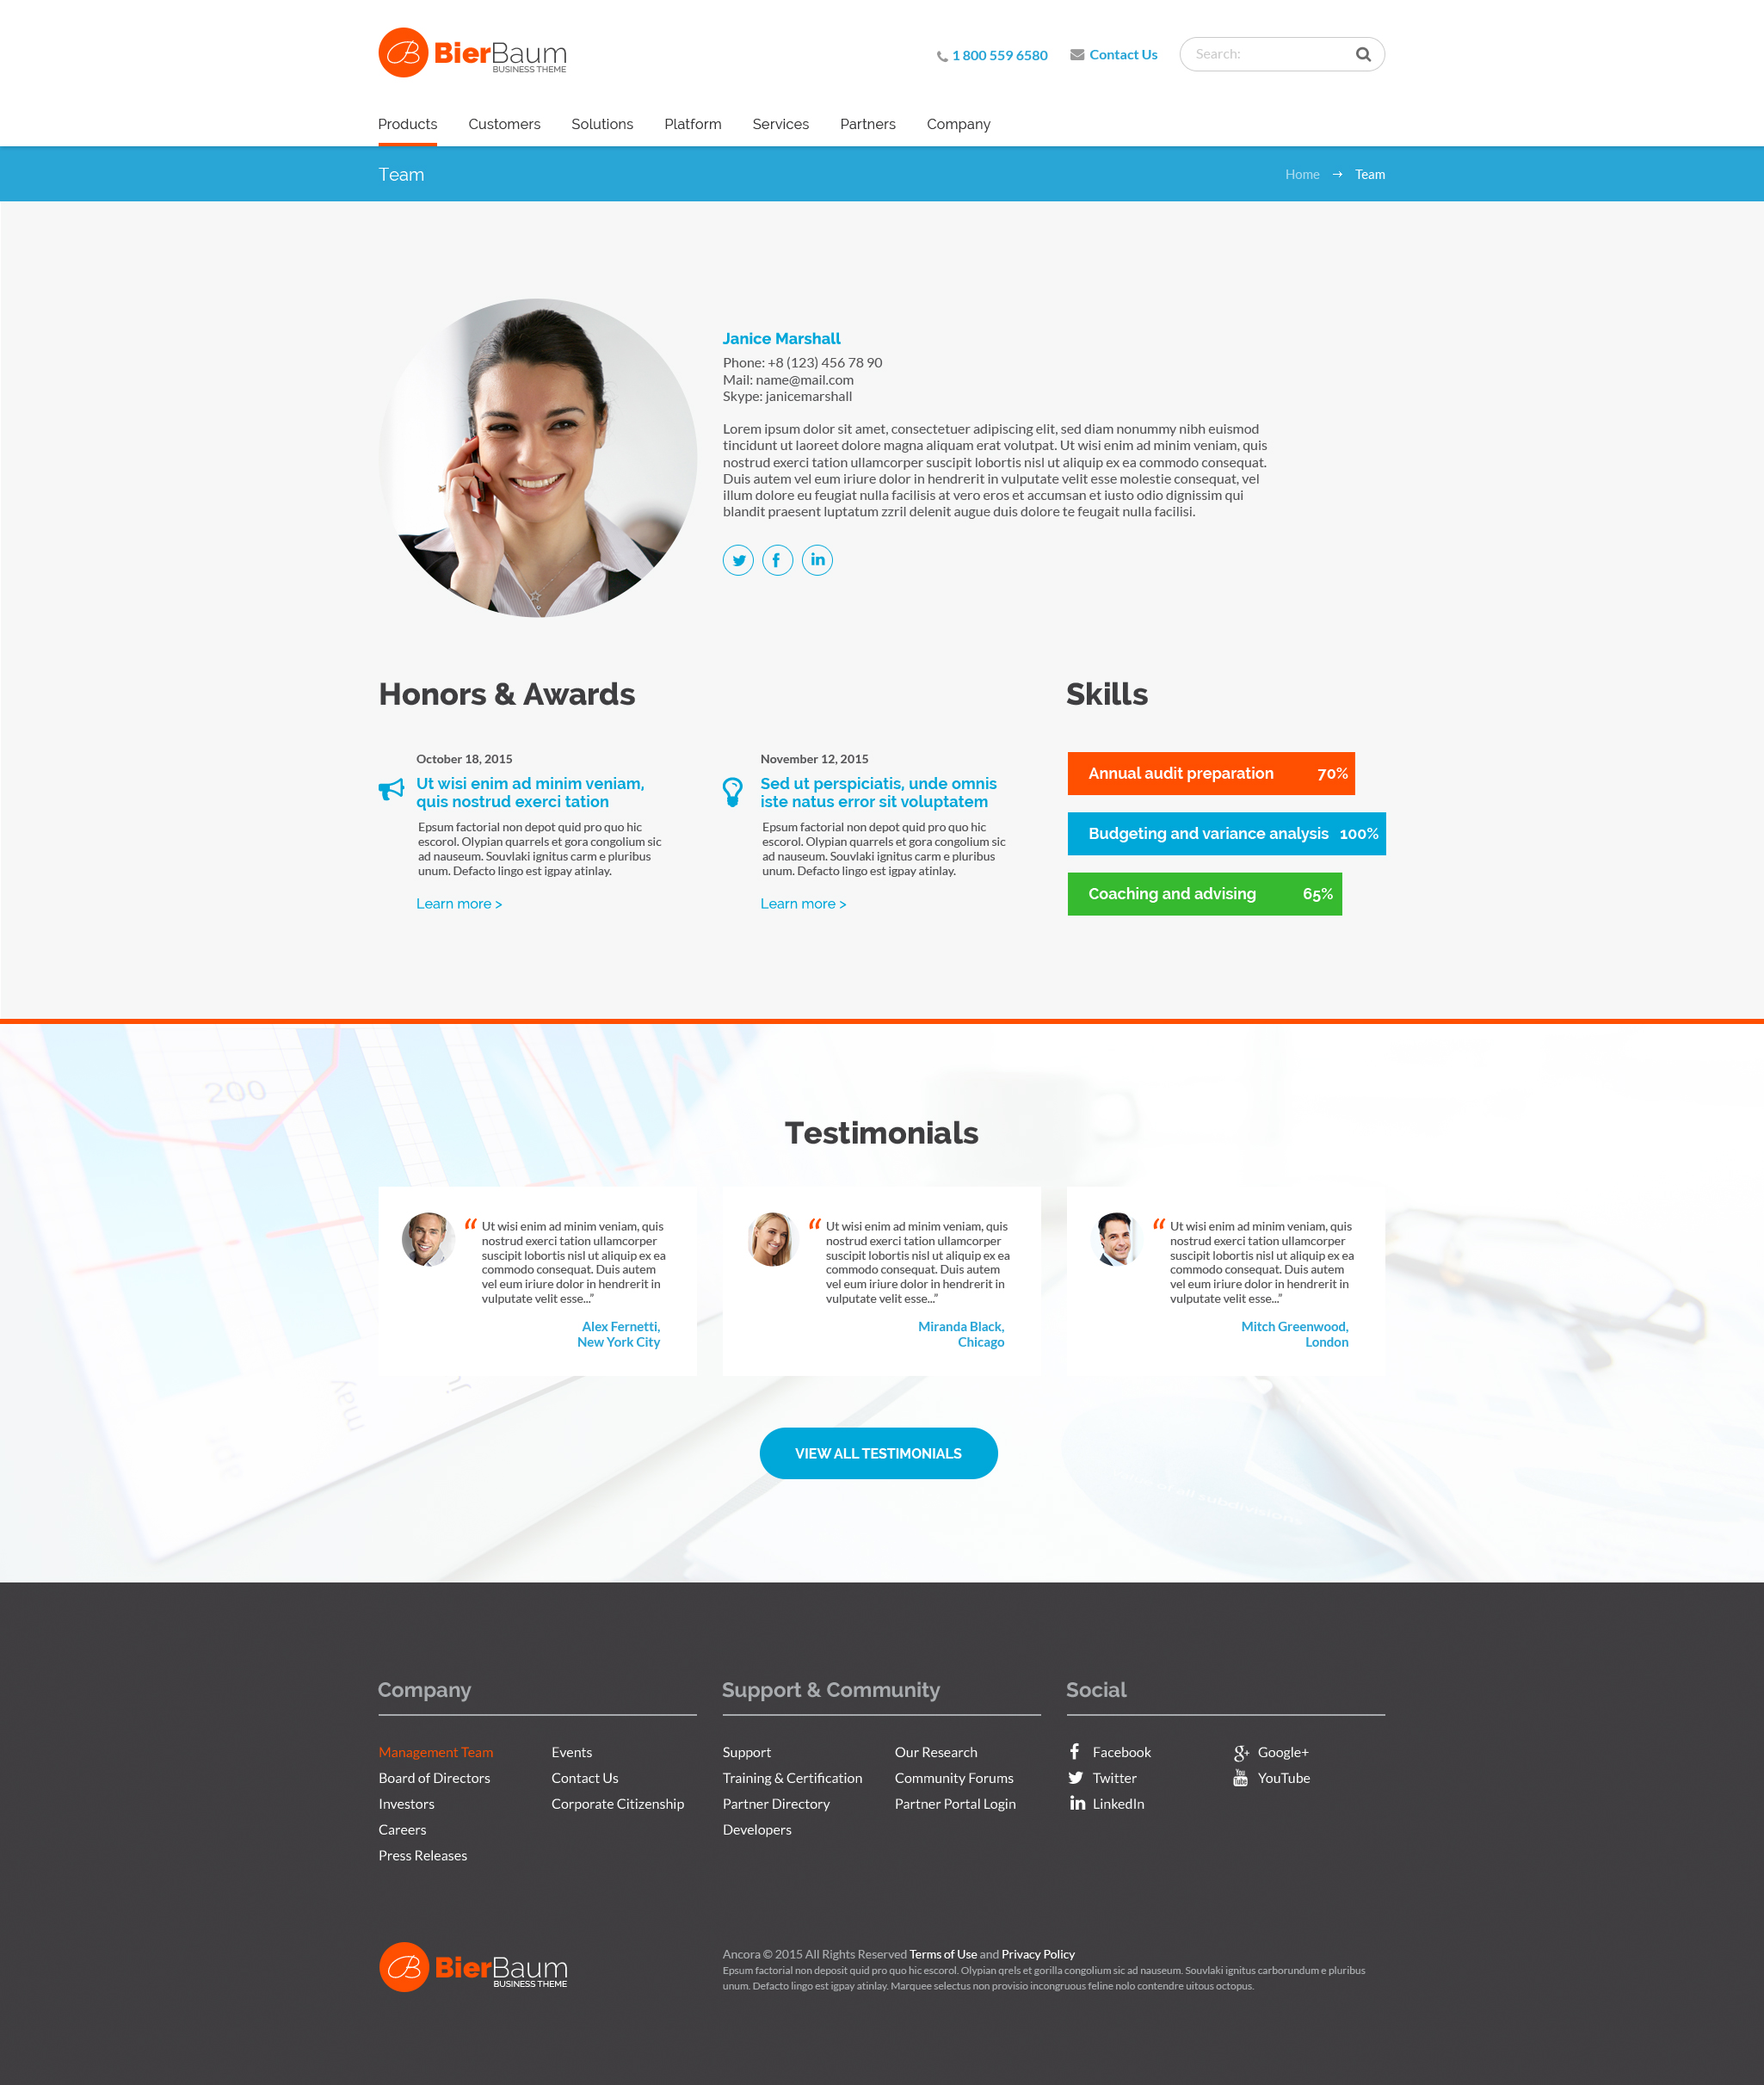 BierBaum
BUSINESS THEME
1 800 559 6580
Contact Us
Search:
Products
Customers
Solutions
Platform
Services
Partners
Company
Team
Home → Team
Janice Marshall
Phone: +8 (123) 456 78 90
Mail: name@mail.com
Skype: janicemarshall
Lorem ipsum dolor sit amet, consectetuer adipiscing elit, sed diam nonummy nibh euismod
tincidunt ut laoreet dolore magna aliquam erat volutpat. Ut wisi enim ad minim veniam, quis
nostrud exerci tation ullamcorper suscipit lobortis nisl ut aliquip ex ea commodo consequat.
Duis autem vel eum iriure dolor in hendrerit in vulputate velit esse molestie consequat, vel
illum dolore eu feugiat nulla facilisis at vero eros et accumsan et iusto odio dignissim qui
blandit praesent luptatum zzril delenit augue duis dolore te feugait nulla facilisi.
Honors & Awards
October 18, 2015
Ut wisi enim ad minim veniam,
quis nostrud exerci tation
Epsum factorial non depot quid pro quo hic
escorol. Olypian quarrels et gora congolium sic
ad nauseum. Souvlaki ignitus carm e pluribus
unum. Defacto lingo est igpay atinlay.
Learn more >
November 12, 2015
Sed ut perspiciatis, unde omnis
iste natus error sit voluptatem
Epsum factorial non depot quid pro quo hic
escorol. Olypian quarrels et gora congolium sic
ad nauseum. Souvlaki ignitus carm e pluribus
unum. Defacto lingo est igpay atinlay.
Learn more >
Skills
Annual audit preparation 70%
Budgeting and variance analysis 100%
Coaching and advising 65%
200
may
Testimonials
“ Ut wisi enim ad minim veniam, quis
nostrud exerci tation ullamcorper
suscipit lobortis nisl ut aliquip ex ea
commodo consequat. Duis autem
vel eum iriure dolor in hendrerit in
vulputate velit esse...”
Alex Fernetti,
New York City
“ Ut wisi enim ad minim veniam, quis
nostrud exerci tation ullamcorper
suscipit lobortis nisl ut aliquip ex ea
commodo consequat. Duis autem
vel eum iriure dolor in hendrerit in
vulputate velit esse...”
Miranda Black,
Chicago
“ Ut wisi enim ad minim veniam, quis
nostrud exerci tation ullamcorper
suscipit lobortis nisl ut aliquip ex ea
commodo consequat. Duis autem
vel eum iriure dolor in hendrerit in
vulputate velit esse...”
Mitch Greenwood,
London
VIEW ALL TESTIMONIALS
of all subdivisions
Company
Management Team
Board of Directors
Investors
Careers
Press Releases
Events
Contact Us
Corporate Citizenship
Support & Community
Support
Training & Certification
Partner Directory
Developers
Our Research
Community Forums
Partner Portal Login
Social
Facebook
Twitter
LinkedIn
Google+
YouTube
BierBaum
BUSINESS THEME
Ancora © 2015 All Rights Reserved Terms of Use and Privacy Policy
Epsum factorial non deposit quid pro quo hic escorol. Olypian qrels et gorilla congolium sic ad nauseum. Souvlaki ignitus carborundum e pluribus
unum. Defacto lingo est igpay atinlay. Marquee selectus non provisio incongruous feline nolo contendre uitous octopus.